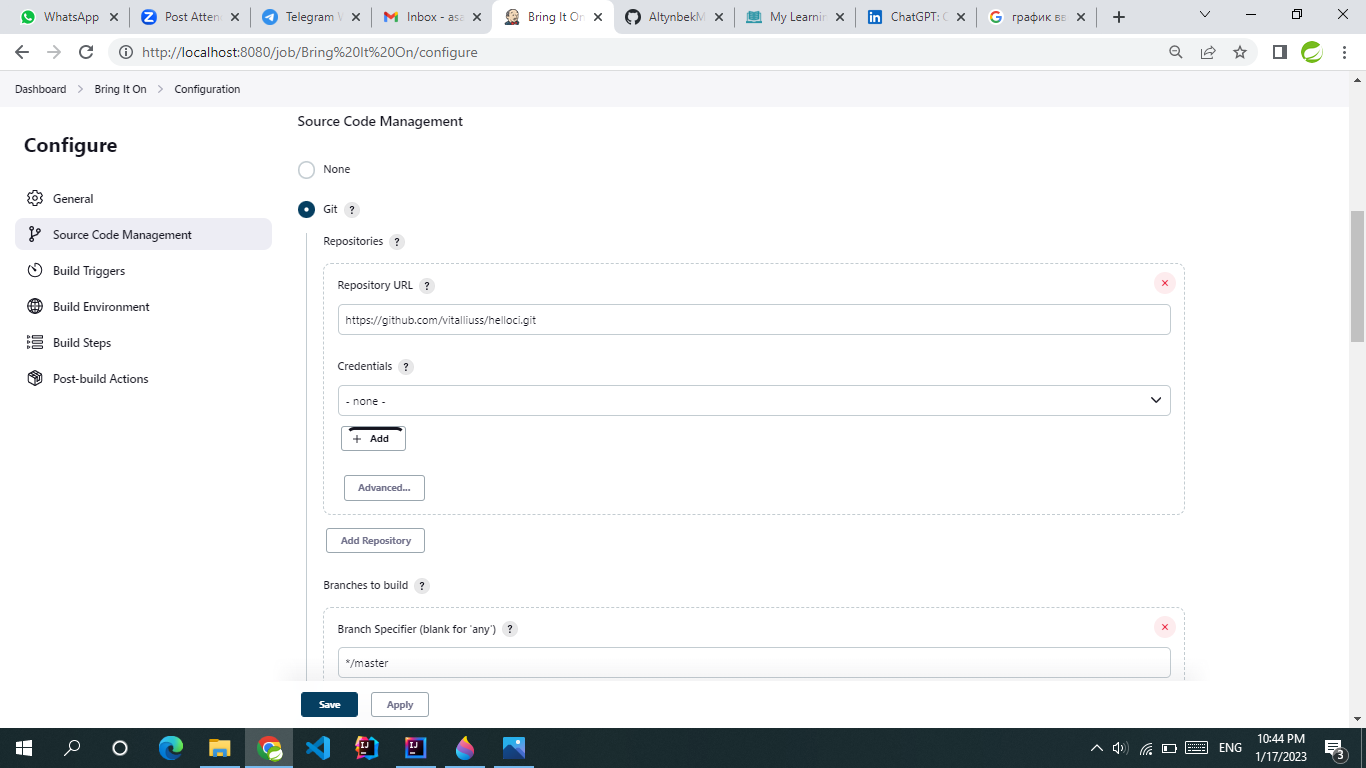 WhatsApp
Post Atten
Telegram W
Inbox - asa
Bring It On
AltynbekM
My Learnin
ChatGPT: O
график вв
http://localhost:8080/job/Bring%20It%20On/configure
Dashboard > Bring It On > Configuration
Configure
General
Source Code Management
Build Triggers
Build Environment
Build Steps
Post-build Actions
Source Code Management
None
Git ?
Repositories ?
Repository URL ?
https://github.com/vitalliuss/helloci.git
Credentials ?
- none -
+ Add
Advanced...
Add Repository
Branches to build ?
Branch Specifier (blank for 'any') ?
*/master
Save
Apply
ENG
10:44 PM
1/17/2023
3